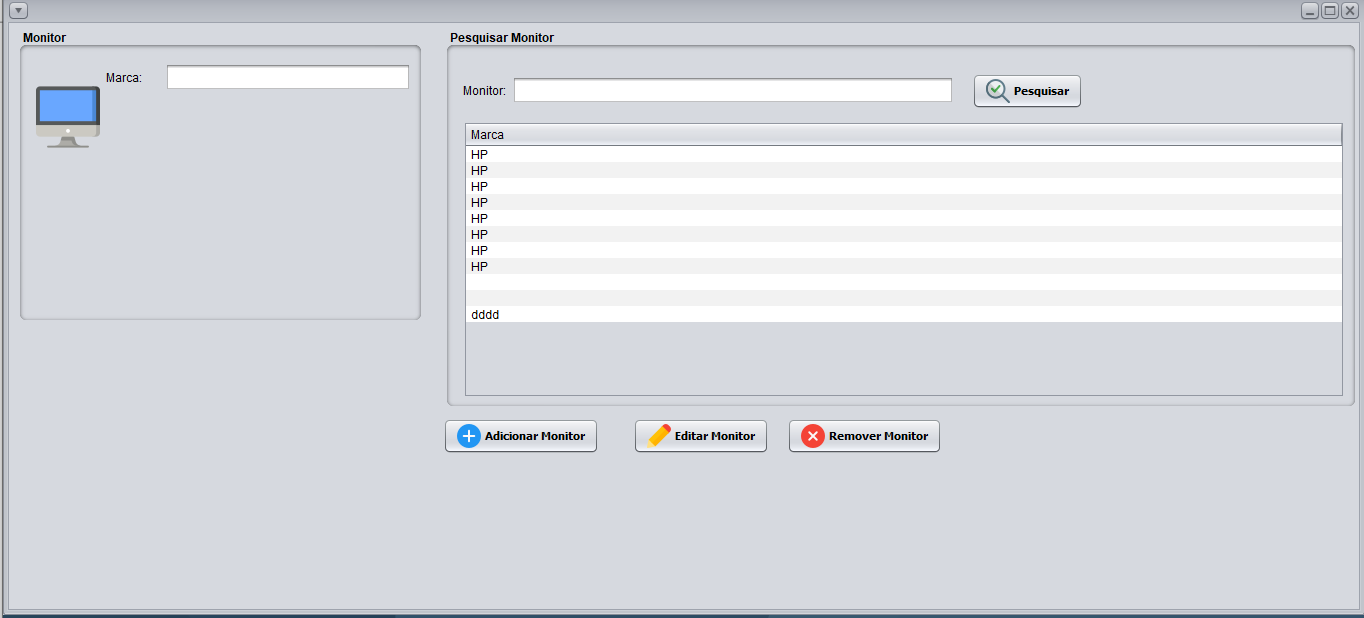 Monitor
Marca:
Pesquisar Monitor
Monitor:
Pesquisar
Marca
HP
HP
HP
HP
HP
HP
HP
HP
dddd
Adicionar Monitor
Editar Monitor
Remover Monitor